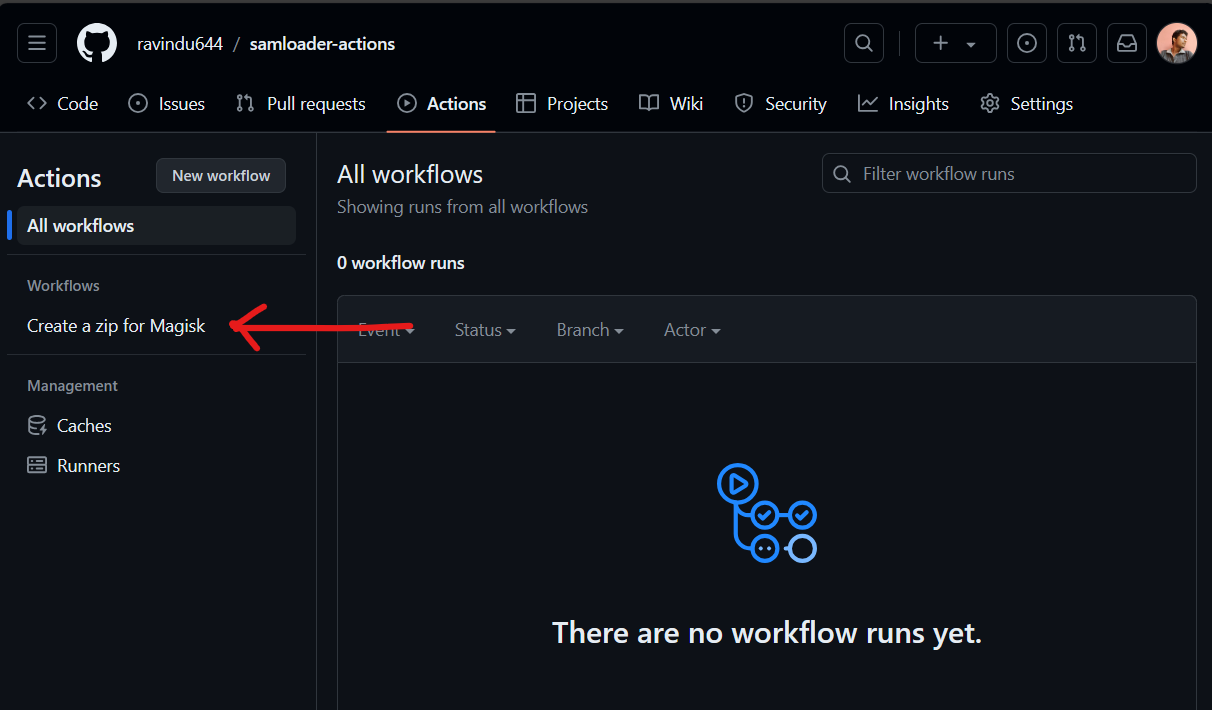 ravindu644 / samloader-actions
Code Issues Pull requests Actions Projects Wiki Security Insights Settings
Actions
New workflow
All workflows
Workflows
Create a zip for Magisk
Management
Caches
Runners
All workflows
Showing runs from all workflows
Filter workflow runs
0 workflow runs
Event Status Branch Actor
There are no workflow runs yet.